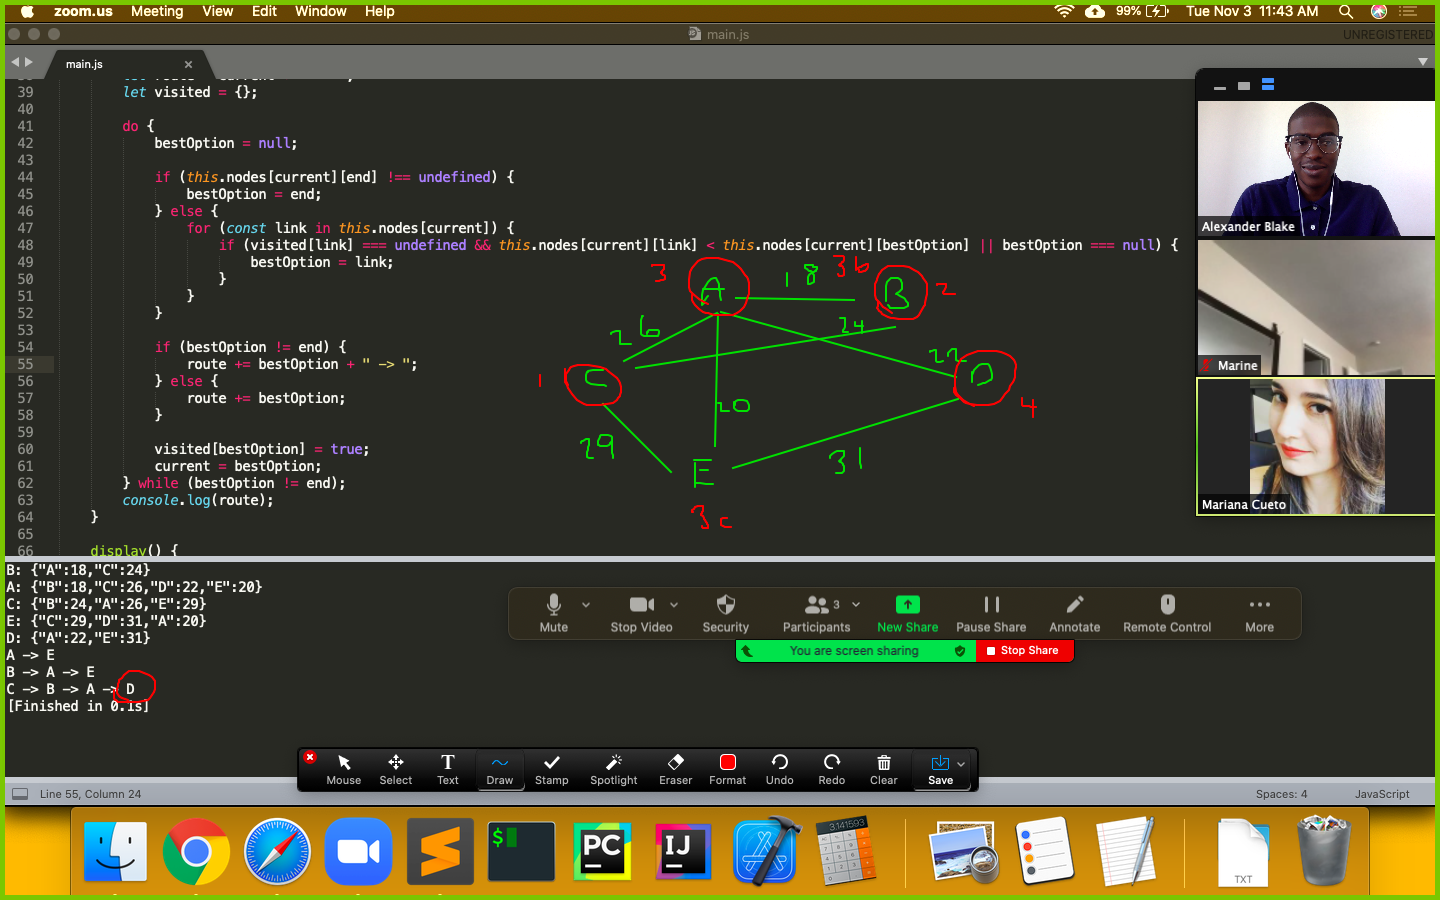 zoom.us Meeting View Edit Window Help 99% Tue Nov 3 11:43 AM
main.js UNREGISTERED
main.js ×
39 let visited = {};
40
41 do {
42 bestOption = null;
43
44 if (this.nodes[current][end] !== undefined) {
45 bestOption = end;
46 } else {
47 for (const link in this.nodes[current]) {
48 if (visited[link] === undefined && this.nodes[current][link] < this.nodes[current][bestOption] || bestOption === null) {
49 bestOption = link;
50 }
51 }
52 }
53
54 if (bestOption != end) {
55 route += bestOption + " -> ";
56 } else {
57 route += bestOption;
58 }
59
60 visited[bestOption] = true;
61 current = bestOption;
62 } while (bestOption != end);
63 console.log(route);
64 }
65
66 display() {
3 A 18 3b B 2
26 24 22
1 C D 4
20
29 31
E
3c
Alexander Blake
Marine
Mariana Cueto
B: {"A":18,"C":24}
A: {"B":18,"C":26,"D":22,"E":20}
C: {"B":24,"A":26,"E":29}
E: {"C":29,"D":31,"A":20}
D: {"A":22,"E":31}
A -> E
B -> A -> E
C -> B -> A -> D
[Finished in 0.1s]
Mute Stop Video Security Participants 3 New Share Pause Share Annotate Remote Control More
You are screen sharing Stop Share
Mouse Select Text Draw Stamp Spotlight Eraser Format Undo Redo Clear Save
Line 55, Column 24 Spaces: 4 JavaScript
$ PC IJ 3.141593 TXT